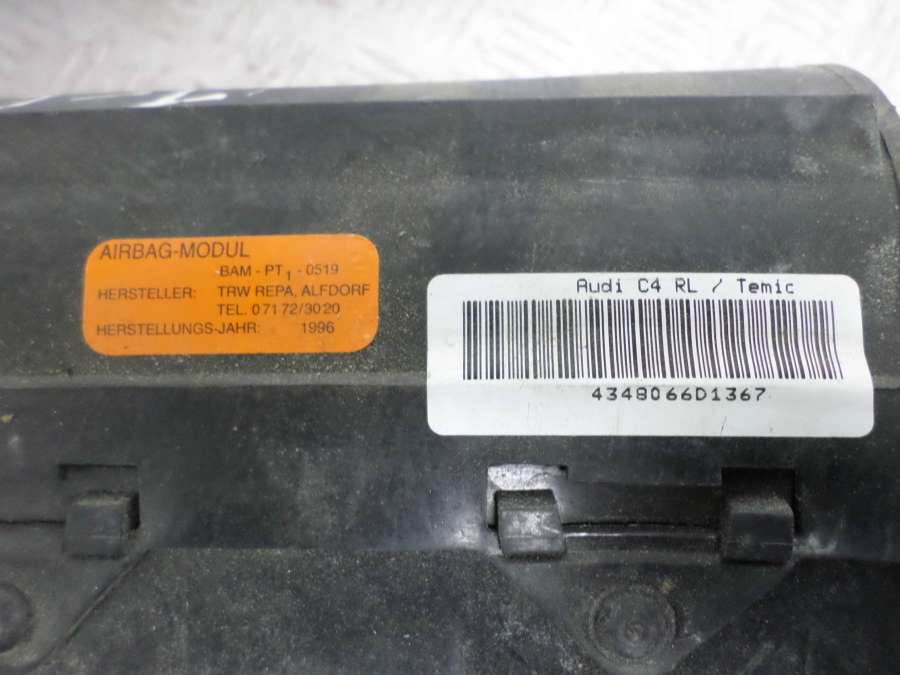 AIRBAG-MODUL
BAM - PT1 - 0519
HERSTELLER: TRW REPA, ALFDORF
TEL. 07172/3020
HERSTELLUNGS-JAHR: 1996
Audi C4 RL / Temic
4348066D1367